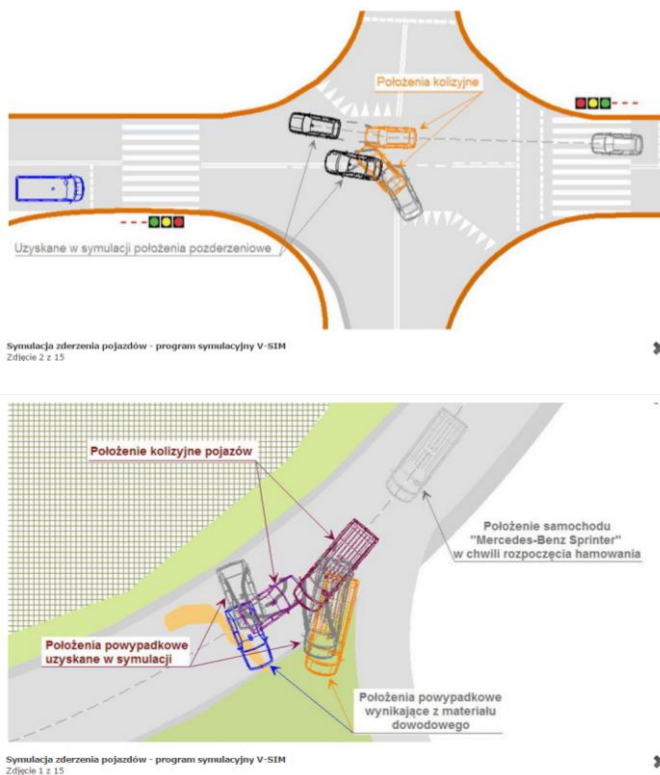 Położenia kolizyjne
Uzyskane w symulacji położenia pozderzeniowe
Symulacja zderzenia pojazdów - program symulacyjny V-SIM
Zdjęcie 2 z 15
Położenie kolizyjne pojazdów
Położenie samochodu
"Mercedes-Benz Sprinter"
w chwili rozpoczęcia hamowania
Położenia powypadkowe
uzyskane w symulacji
Położenia powypadkowe
wynikające z materiału
dowodowego
Symulacja zderzenia pojazdów - program symulacyjny V-SIM
Zdjęcie 1 z 15